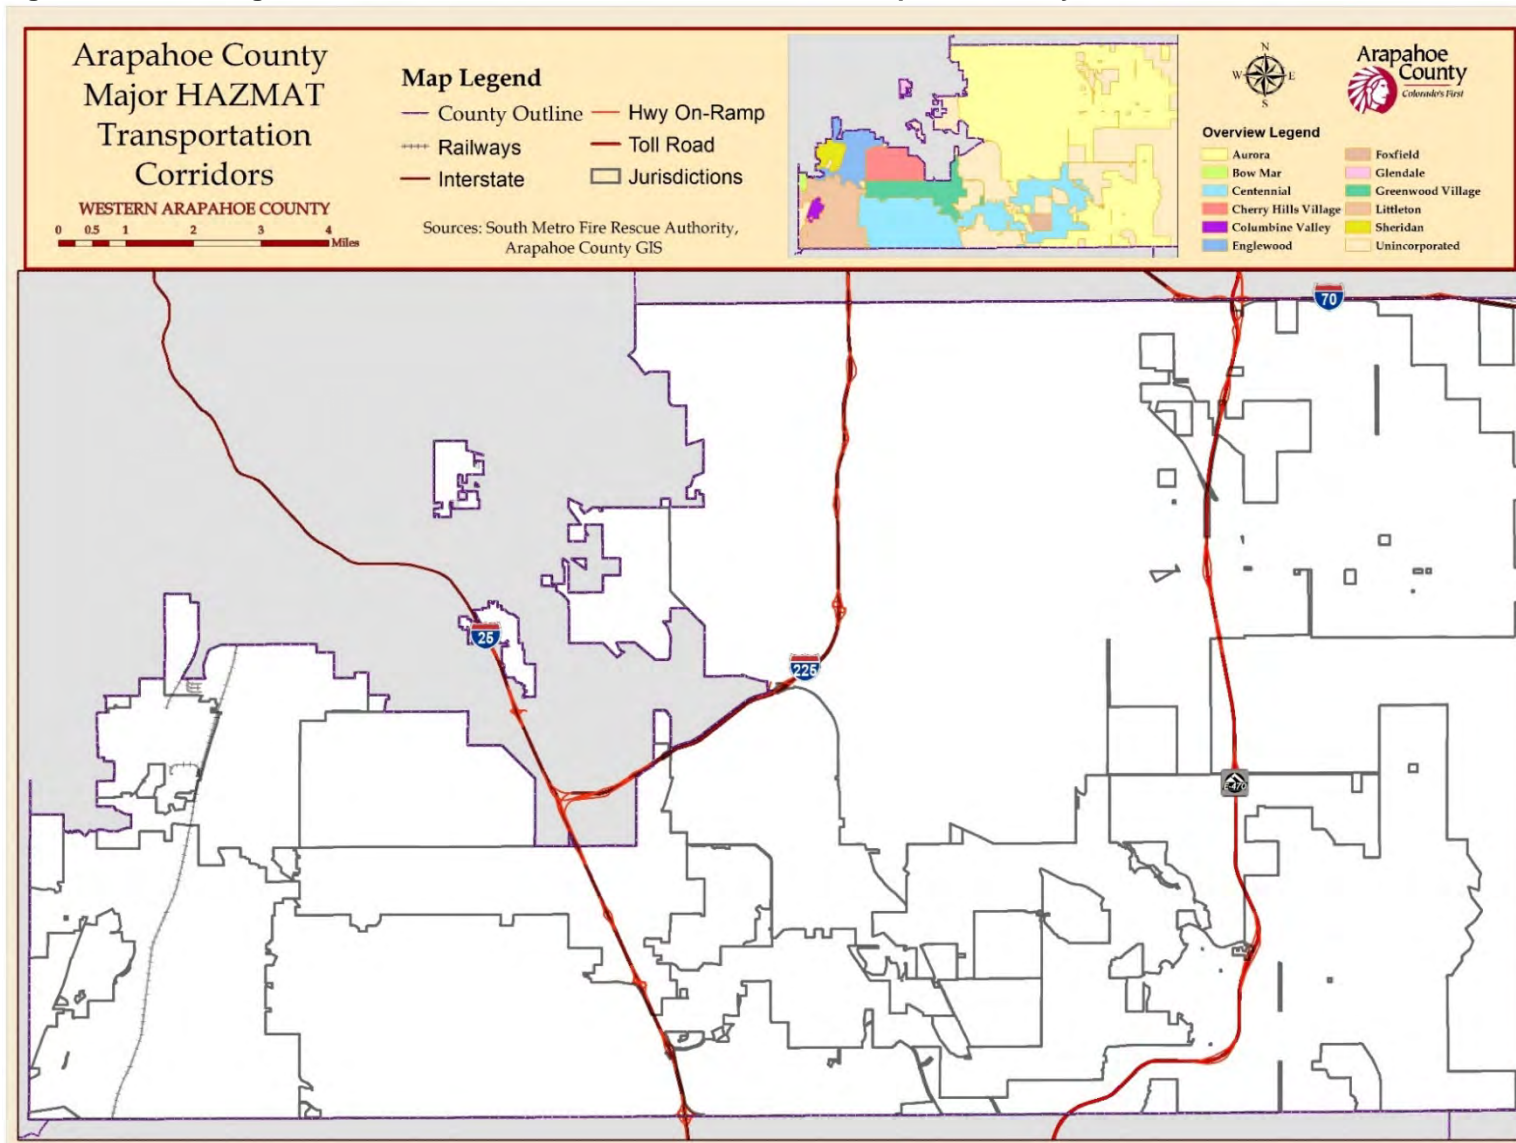 Arapahoe County
Major HAZMAT
Transportation
Corridors
WESTERN ARAPAHOE COUNTY
0 0.5 1 2 3 4
Miles
Map Legend
County Outline
Railways
Interstate
Hwy On-Ramp
Toll Road
Jurisdictions
Sources: South Metro Fire Rescue Authority,
Arapahoe County GIS
N
W E
S
Arapahoe
County
Colorado's First
Overview Legend
Aurora
Bow Mar
Centennial
Cherry Hills Village
Columbine Valley
Englewood
Foxfield
Glendale
Greenwood Village
Littleton
Sheridan
Unincorporated
70
25
225
E-470